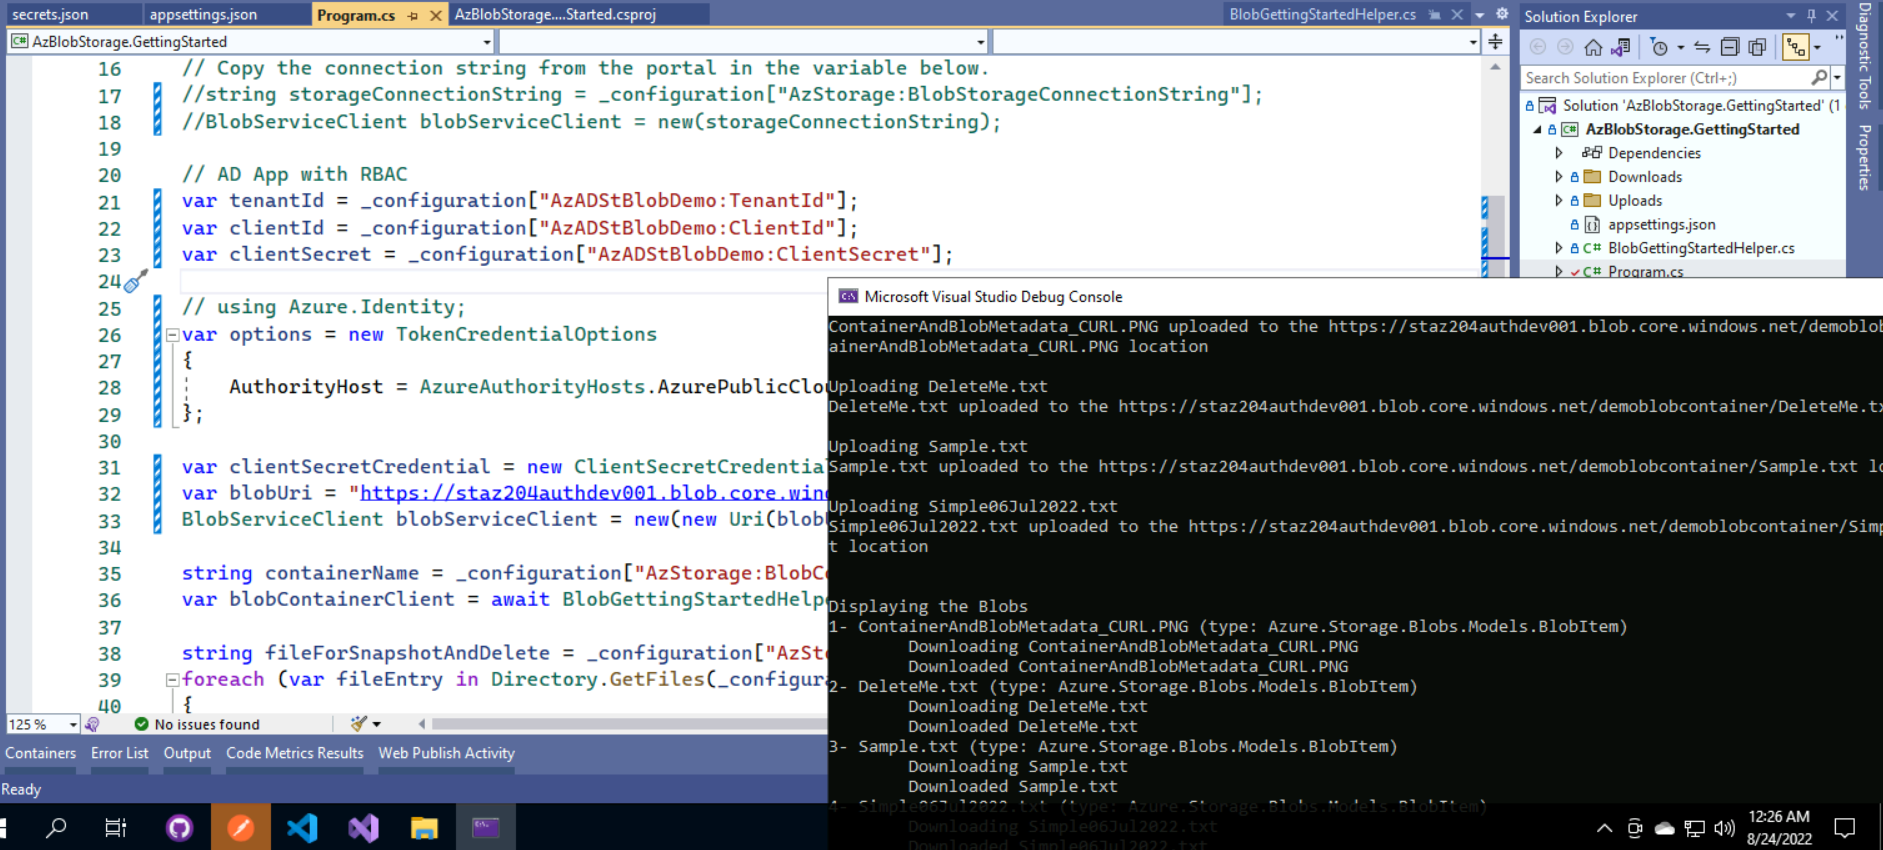 secrets.json
appsettings.json
Program.cs
AzBlobStorage....Started.csproj
BlobGettingStartedHelper.cs
AzBlobStorage.GettingStarted
16 // Copy the connection string from the portal in the variable below.
17 //string storageConnectionString = _configuration["AzStorage:BlobStorageConnectionString"];
18 //BlobServiceClient blobServiceClient = new(storageConnectionString);
19
20 // AD App with RBAC
21 var tenantId = _configuration["AzADStBlobDemo:TenantId"];
22 var clientId = _configuration["AzADStBlobDemo:ClientId"];
23 var clientSecret = _configuration["AzADStBlobDemo:ClientSecret"];
24
25 // using Azure.Identity;
26 var options = new TokenCredentialOptions
27 {
28 AuthorityHost = AzureAuthorityHosts.AzurePublicClo
29 };
30
31 var clientSecretCredential = new ClientSecretCredential
32 var blobUri = "https://staz204authdev001.blob.core.win
33 BlobServiceClient blobServiceClient = new(new Uri(blob
34
35 string containerName = _configuration["AzStorage:BlobC
36 var blobContainerClient = await BlobGettingStartedHelp
37
38 string fileForSnapshotAndDelete = _configuration["AzSt
39 foreach (var fileEntry in Directory.GetFiles(_configur
40 {
125 %
No issues found
Containers
Error List
Output
Code Metrics Results
Web Publish Activity
Ready
Solution Explorer
Search Solution Explorer (Ctrl+;)
Solution 'AzBlobStorage.GettingStarted' (1
AzBlobStorage.GettingStarted
Dependencies
Downloads
Uploads
appsettings.json
C# BlobGettingStartedHelper.cs
C# Program.cs
Diagnostic Tools
Properties
Microsoft Visual Studio Debug Console
ContainerAndBlobMetadata_CURL.PNG uploaded to the https://staz204authdev001.blob.core.windows.net/demoblob
ainerAndBlobMetadata_CURL.PNG location
Uploading DeleteMe.txt
DeleteMe.txt uploaded to the https://staz204authdev001.blob.core.windows.net/demoblobcontainer/DeleteMe.tx
Uploading Sample.txt
Sample.txt uploaded to the https://staz204authdev001.blob.core.windows.net/demoblobcontainer/Sample.txt lo
Uploading Simple06Jul2022.txt
Simple06Jul2022.txt uploaded to the https://staz204authdev001.blob.core.windows.net/demoblobcontainer/Simp
t location
Displaying the Blobs
1- ContainerAndBlobMetadata_CURL.PNG (type: Azure.Storage.Blobs.Models.BlobItem)
Downloading ContainerAndBlobMetadata_CURL.PNG
Downloaded ContainerAndBlobMetadata_CURL.PNG
2- DeleteMe.txt (type: Azure.Storage.Blobs.Models.BlobItem)
Downloading DeleteMe.txt
Downloaded DeleteMe.txt
3- Sample.txt (type: Azure.Storage.Blobs.Models.BlobItem)
Downloading Sample.txt
Downloaded Sample.txt
4- Simple06Jul2022.txt (type: Azure.Storage.Blobs.Models.BlobItem)
Downloading Simple06Jul2022.txt
Downloaded Simple06Jul2022.txt
12:26 AM
8/24/2022